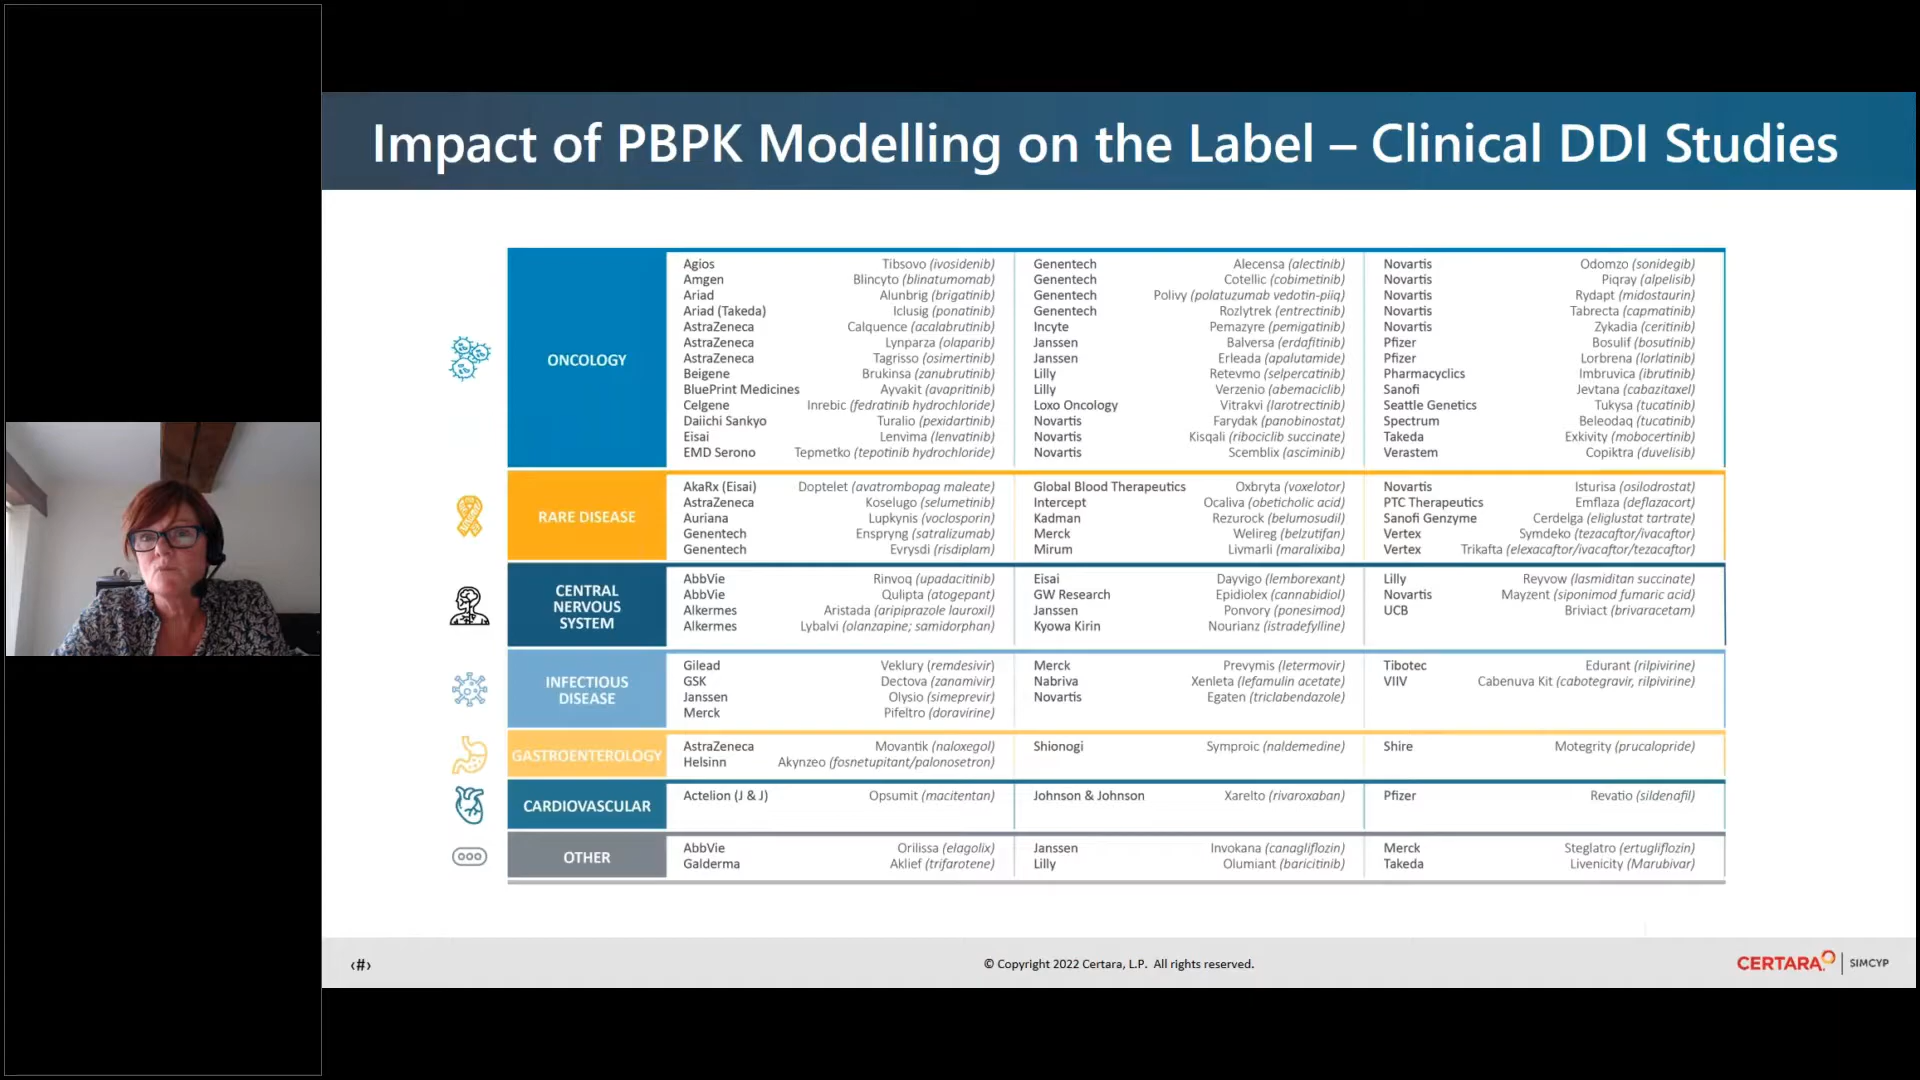 Impact of PBPK Modelling on the Label – Clinical DDI Studies
ONCOLOGY
Agios Tibsovo (ivosidenib)
Amgen Blincyto (blinatumomab)
Ariad Alunbrig (brigatinib)
Ariad (Takeda) Iclusig (ponatinib)
AstraZeneca Calquence (acalabrutinib)
AstraZeneca Lynparza (olaparib)
AstraZeneca Tagrisso (osimertinib)
Beigene Brukinsa (zanubrutinib)
BluePrint Medicines Ayvakit (avapritinib)
Celgene Inrebic (fedratinib hydrochloride)
Daiichi Sankyo Turalio (pexidartinib)
Eisai Lenvima (lenvatinib)
EMD Serono Tepmetko (tepotinib hydrochloride)
Genentech Alecensa (alectinib)
Genentech Cotellic (cobimetinib)
Genentech Polivy (polatuzumab vedotin-piiq)
Genentech Rozlytrek (entrectinib)
Incyte Pemazyre (pemigatinib)
Janssen Balversa (erdafitinib)
Janssen Erleada (apalutamide)
Lilly Retevmo (selpercatinib)
Lilly Verzenio (abemaciclib)
Loxo Oncology Vitrakvi (larotrectinib)
Novartis Farydak (panobinostat)
Novartis Kisqali (ribociclib succinate)
Novartis Scemblix (asciminib)
Novartis Odomzo (sonidegib)
Novartis Piqray (alpelisib)
Novartis Rydapt (midostaurin)
Novartis Tabrecta (capmatinib)
Novartis Zykadia (ceritinib)
Pfizer Bosulif (bosutinib)
Pfizer Lorbrena (lorlatinib)
Pharmacyclics Imbruvica (ibrutinib)
Sanofi Jevtana (cabazitaxel)
Seattle Genetics Tukysa (tucatinib)
Spectrum Beleodaq (tucatinib)
Takeda Exkivity (mobocertinib)
Verastem Copiktra (duvelisib)
RARE DISEASE
AkaRx (Eisai) Doptelet (avatrombopag maleate)
AstraZeneca Koselugo (selumetinib)
Auriana Lupkynis (voclosporin)
Genentech Enspryng (satralizumab)
Genentech Evrysdi (risdiplam)
Global Blood Therapeutics Oxbryta (voxelotor)
Intercept Ocaliva (obeticholic acid)
Kadman Rezurock (belumosudil)
Merck Welireg (belzutifan)
Mirum Livmarli (maralixiba)
Novartis Isturisa (osilodrostat)
PTC Therapeutics Emflaza (deflazacort)
Sanofi Genzyme Cerdelga (eliglustat tartrate)
Vertex Symdeko (tezacaftor/ivacaftor)
Vertex Trikafta (elexacaftor/ivacaftor/tezacaftor)
CENTRAL
NERVOUS
SYSTEM
AbbVie Rinvoq (upadacitinib)
AbbVie Qulipta (atogepant)
Alkermes Aristada (aripiprazole lauroxil)
Alkermes Lybalvi (olanzapine; samidorphan)
Eisai Dayvigo (lemborexant)
GW Research Epidiolex (cannabidiol)
Janssen Ponvory (ponesimod)
Kyowa Kirin Nourianz (istradefylline)
Lilly Reyvow (lasmiditan succinate)
Novartis Mayzent (siponimod fumaric acid)
UCB Briviact (brivaracetam)
INFECTIOUS
DISEASE
Gilead Veklury (remdesivir)
GSK Dectova (zanamivir)
Janssen Olysio (simeprevir)
Merck Pifeltro (doravirine)
Merck Prevymis (letermovir)
Nabriva Xenleta (lefamulin acetate)
Novartis Egaten (triclabendazole)
Tibotec Edurant (rilpivirine)
VIIV Cabenuva Kit (cabotegravir, rilpivirine)
GASTROENTEROLOGY
AstraZeneca Movantik (naloxegol)
Helsinn Akynzeo (fosnetupitant/palonosetron)
Shionogi Symproic (naldemedine)
Shire Motegrity (prucalopride)
CARDIOVASCULAR
Actelion (J & J) Opsumit (macitentan)
Johnson & Johnson Xarelto (rivaroxaban)
Pfizer Revatio (sildenafil)
OTHER
AbbVie Orilissa (elagolix)
Galderma Aklief (trifarotene)
Janssen Invokana (canagliflozin)
Lilly Olumiant (baricitinib)
Merck Steglatro (ertugliflozin)
Takeda Livenicity (Marubivar)
‹#›
© Copyright 2022 Certara, L.P. All rights reserved.
CERTARA SIMCYP